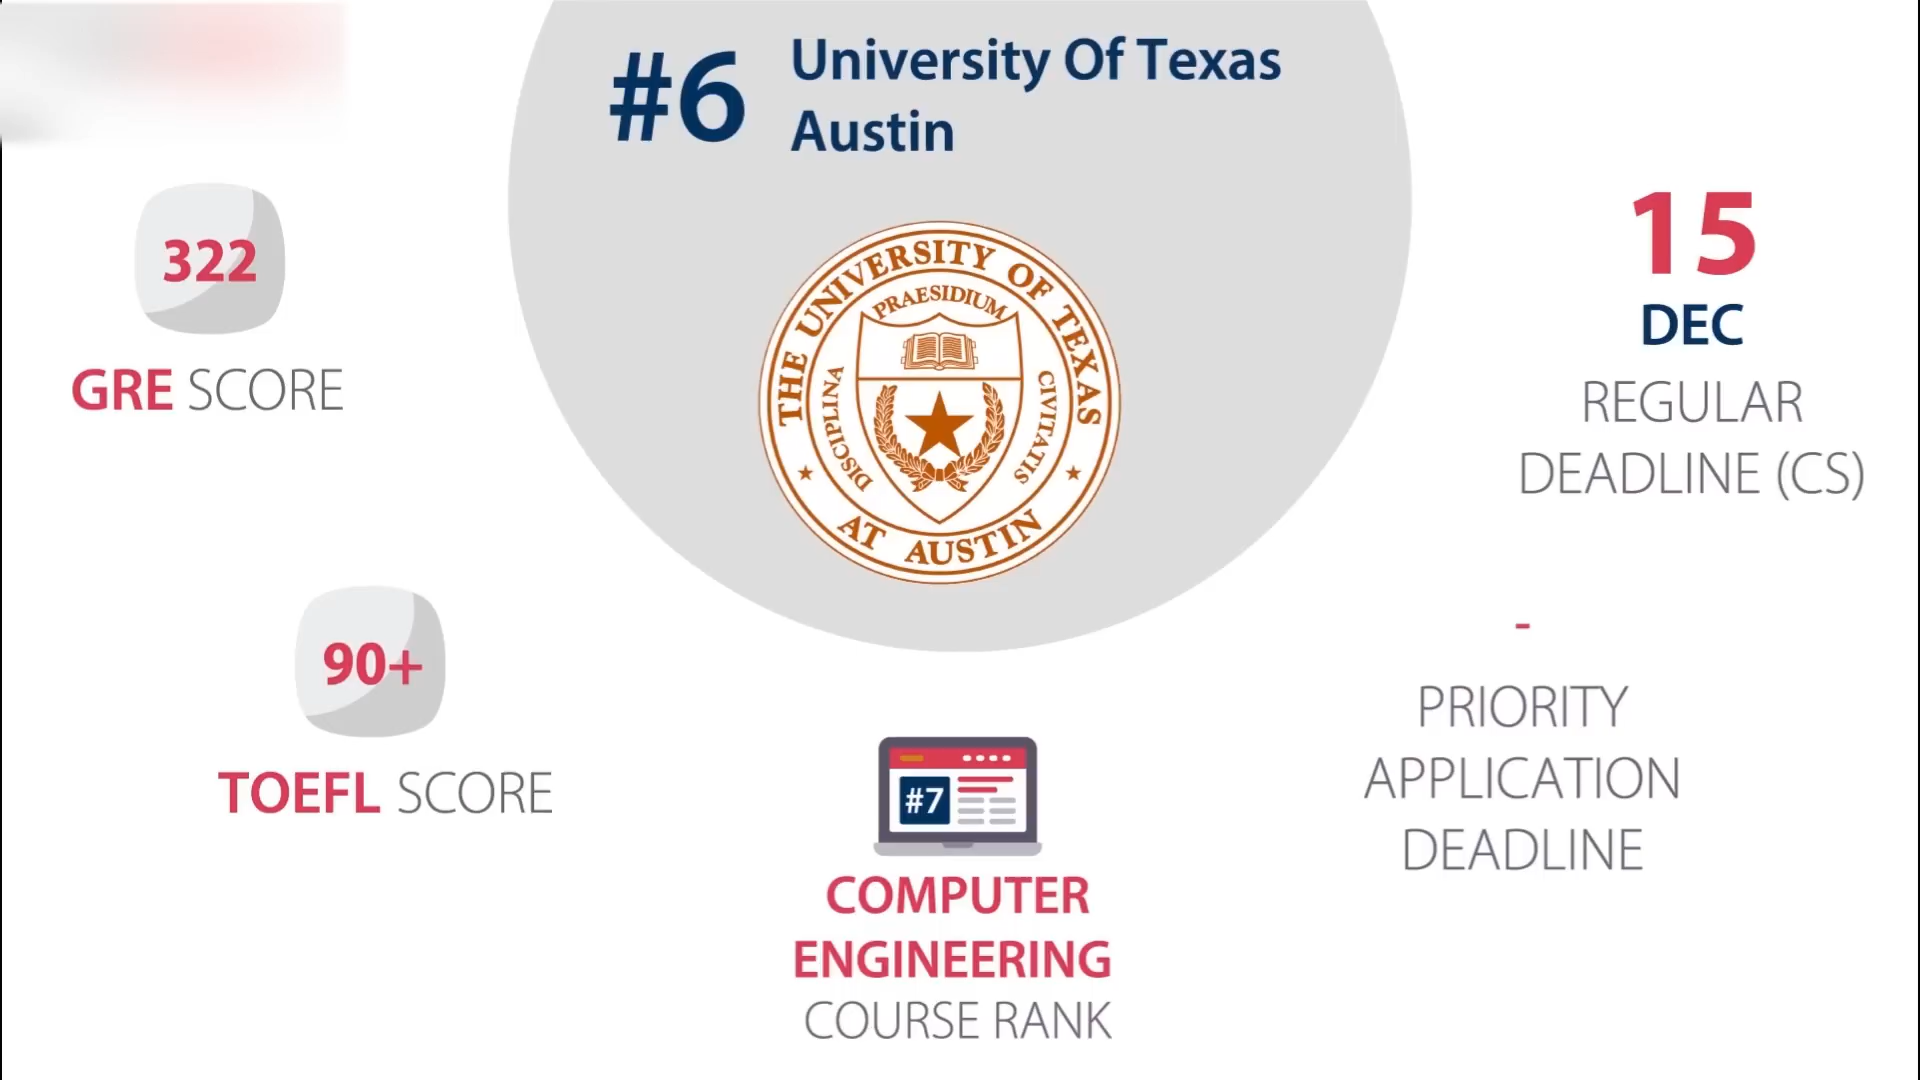 #6
University Of Texas
Austin
THE UNIVERSITY OF TEXAS
AT AUSTIN
PRAESIDIUM
DISCIPLINA
CIVITATIS
322
GRE SCORE
15
DEC
REGULAR
DEADLINE (CS)
90+
TOEFL SCORE
#7
COMPUTER
ENGINEERING
COURSE RANK
-
PRIORITY
APPLICATION
DEADLINE